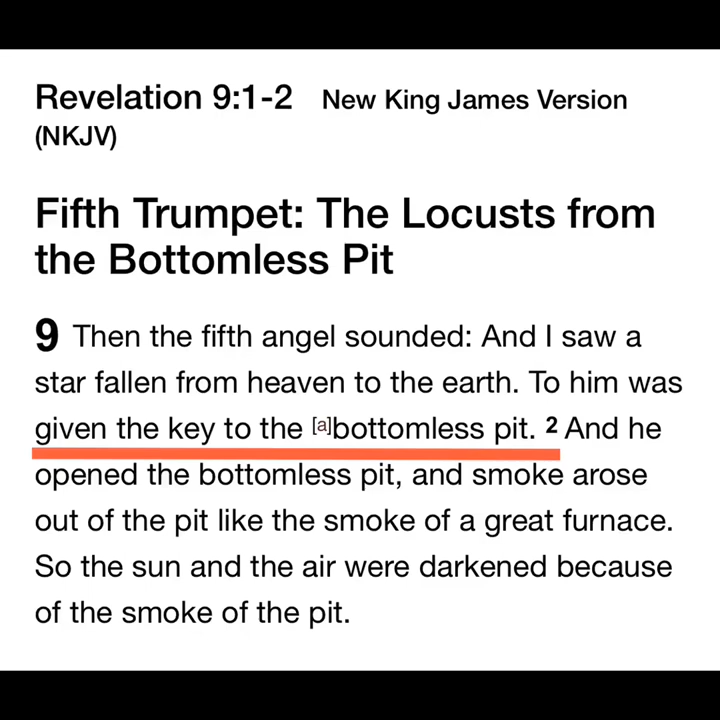 Revelation 9:1-2 New King James Version
(NKJV)
Fifth Trumpet: The Locusts from
the Bottomless Pit
9 Then the fifth angel sounded: And I saw a
star fallen from heaven to the earth. To him was
given the key to the [a]bottomless pit. 2 And he
opened the bottomless pit, and smoke arose
out of the pit like the smoke of a great furnace.
So the sun and the air were darkened because
of the smoke of the pit.